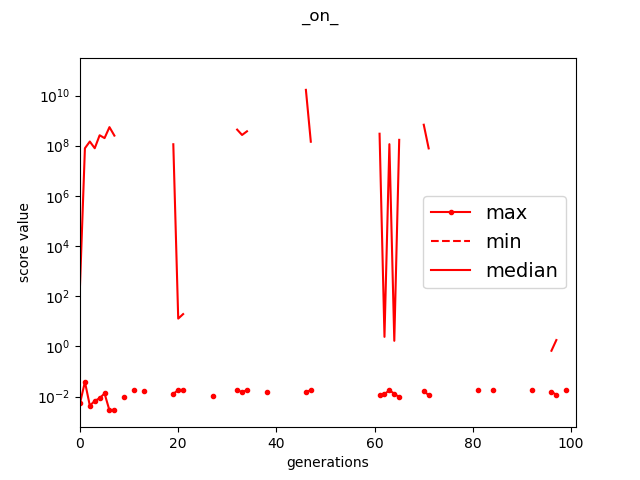 _on_
score value
10^10
10^8
10^6
10^4
10^2
10^0
10^−2
max
min
median
0 20 40 60 80 100
generations